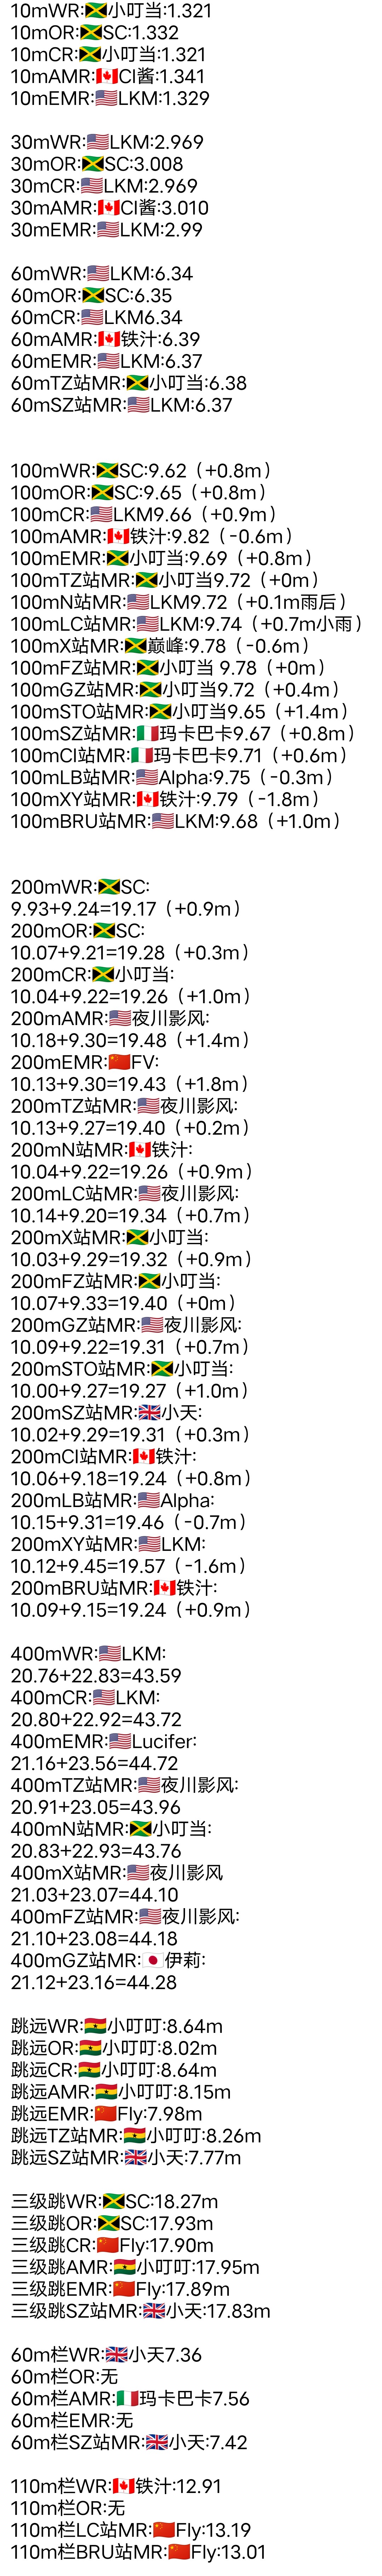 10mWR:🇯🇲小叮当:1.321
10mOR:🇯🇲SC:1.332
10mCR:🇯🇲小叮当:1.321
10mAMR:🇨🇦CI酱:1.341
10mEMR:🇺🇸LKM:1.329
30mWR:🇺🇸LKM:2.969
30mOR:🇯🇲SC:3.008
30mCR:🇺🇸LKM:2.969
30mAMR:🇨🇦CI酱:3.010
30mEMR:🇺🇸LKM:2.99
60mWR:🇺🇸LKM:6.34
60mOR:🇯🇲SC:6.35
60mCR:🇺🇸LKM6.34
60mAMR:🇨🇦铁汁:6.39
60mEMR:🇺🇸LKM:6.37
60mTZ站MR:🇯🇲小叮当:6.38
60mSZ站MR:🇺🇸LKM:6.37
100mWR:🇯🇲SC:9.62（+0.8m）
100mOR:🇯🇲SC:9.65（+0.8m）
100mCR:🇺🇸LKM9.66（+0.9m）
100mAMR:🇨🇦铁汁:9.82（-0.6m）
100mEMR:🇯🇲小叮当:9.69（+0.8m）
100mTZ站MR:🇯🇲小叮当9.72（+0m）
100mN站MR:🇺🇸LKM9.72（+0.1m雨后）
100mLC站MR:🇺🇸LKM:9.74（+0.7m小雨）
100mX站MR:🇯🇲巅峰:9.78（-0.6m）
100mFZ站MR:🇯🇲小叮当 9.78（+0m）
100mGZ站MR:🇯🇲小叮当9.72（+0.4m）
100mSTO站MR:🇯🇲小叮当9.65（+1.4m）
100mSZ站MR:🇮🇹玛卡巴卡9.67（+0.8m）
100mCI站MR:🇮🇹玛卡巴卡9.71（+0.6m）
100mLB站MR:🇺🇸Alpha:9.75（-0.3m）
100mXY站MR:🇨🇦铁汁:9.79（-1.8m）
100mBRU站MR:🇺🇸LKM:9.68（+1.0m）
200mWR:🇯🇲SC:
9.93+9.24=19.17（+0.9m）
200mOR:🇯🇲SC:
10.07+9.21=19.28（+0.3m）
200mCR:🇯🇲小叮当:
10.04+9.22=19.26（+1.0m）
200mAMR:🇺🇸夜川影风:
10.18+9.30=19.48（+1.4m）
200mEMR:🇨🇳FV:
10.13+9.30=19.43（+1.8m）
200mTZ站MR:🇺🇸夜川影风:
10.13+9.27=19.40（+0.2m）
200mN站MR:🇨🇦铁汁:
10.04+9.22=19.26（+0.9m）
200mLC站MR:🇺🇸夜川影风:
10.14+9.20=19.34（+0.7m）
200mX站MR:🇯🇲小叮当:
10.03+9.29=19.32（+0.9m）
200mFZ站MR:🇯🇲小叮当:
10.07+9.33=19.40（+0m）
200mGZ站MR:🇺🇸夜川影风:
10.09+9.22=19.31（+0.7m）
200mSTO站MR:🇯🇲小叮当:
10.00+9.27=19.27（+1.0m）
200mSZ站MR:🇬🇧小天:
10.02+9.29=19.31（+0.3m）
200mCI站MR:🇨🇦铁汁:
10.06+9.18=19.24（+0.8m）
200mLB站MR:🇺🇸Alpha:
10.15+9.31=19.46（-0.7m）
200mXY站MR:🇺🇸LKM:
10.12+9.45=19.57（-1.6m）
200mBRU站MR:🇨🇦铁汁:
10.09+9.15=19.24（+0.9m）
400mWR:🇺🇸LKM:
20.76+22.83=43.59
400mCR:🇺🇸LKM:
20.80+22.92=43.72
400mEMR:🇺🇸Lucifer:
21.16+23.56=44.72
400mTZ站MR:🇺🇸夜川影风:
20.91+23.05=43.96
400mN站MR:🇯🇲小叮当:
20.83+22.93=43.76
400mX站MR:🇺🇸夜川影风
21.03+23.07=44.10
400mFZ站MR:🇺🇸夜川影风:
21.10+23.08=44.18
400mGZ站MR:🇯🇵伊莉:
21.12+23.16=44.28
跳远WR:🇬🇭小叮叮:8.64m
跳远OR:🇬🇭小叮叮:8.02m
跳远CR:🇬🇭小叮叮:8.64m
跳远AMR:🇬🇭小叮叮:8.15m
跳远EMR:🇨🇳Fly:7.98m
跳远TZ站MR:🇬🇭小叮叮:8.26m
跳远SZ站MR:🇬🇧小天:7.77m
三级跳WR:🇯🇲SC:18.27m
三级跳OR:🇯🇲SC:17.93m
三级跳CR:🇨🇳Fly:17.90m
三级跳AMR:🇬🇭小叮叮:17.95m
三级跳EMR:🇨🇳Fly:17.89m
三级跳SZ站MR:🇬🇧小天:17.83m
60m栏WR:🇬🇧小天7.36
60m栏OR:无
60m栏AMR:🇮🇹玛卡巴卡7.56
60m栏EMR:无
60m栏SZ站MR:🇬🇧小天:7.42
110m栏WR:🇨🇦铁汁:12.91
110m栏OR:无
110m栏LC站MR:🇨🇳Fly:13.19
110m栏BRU站MR:🇨🇳Fly:13.01